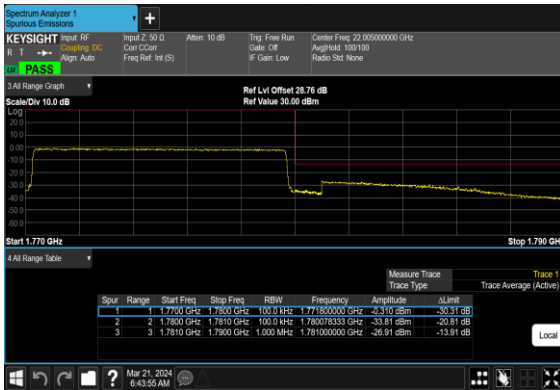 Spectrum Analyzer 1
Spurious Emissions
+
KEYSIGHT Input: RF Input Z: 50 Ω Atten: 10 dB Trig: Free Run Center Freq: 22.005000000 GHz
R T Coupling: DC Corr CCorr Gate: Off Avg|Hold: 100/100
Align: Auto Freq Ref: Int (S) IF Gain: Low Radio Std: None
PASS
3 All Range Graph
Ref Lvl Offset 28.76 dB
Scale/Div 10.0 dB Ref Value 30.00 dBm
Log
20.0
10.0
0.00
-10.0
-20.0
-30.0
-40.0
-50.0
-60.0
Start 1.770 GHz Stop 1.790 GH
4 All Range Table
Measure Trace Trace 1
Trace Type Trace Average (Active)
Spur Range Start Freq Stop Freq RBW Frequency Amplitude ΔLimit
1 1 1.7700 GHz 1.7800 GHz 100.0 kHz 1.771800000 GHz -0.310 dBm -30.31 dB
2 2 1.7800 GHz 1.7810 GHz 100.0 kHz 1.780078333 GHz -33.81 dBm -20.81 dB
3 3 1.7810 GHz 1.7900 GHz 1.000 MHz 1.781000000 GHz -26.91 dBm -13.91 dB
Local
? Mar 21, 2024
6:43:55 AM